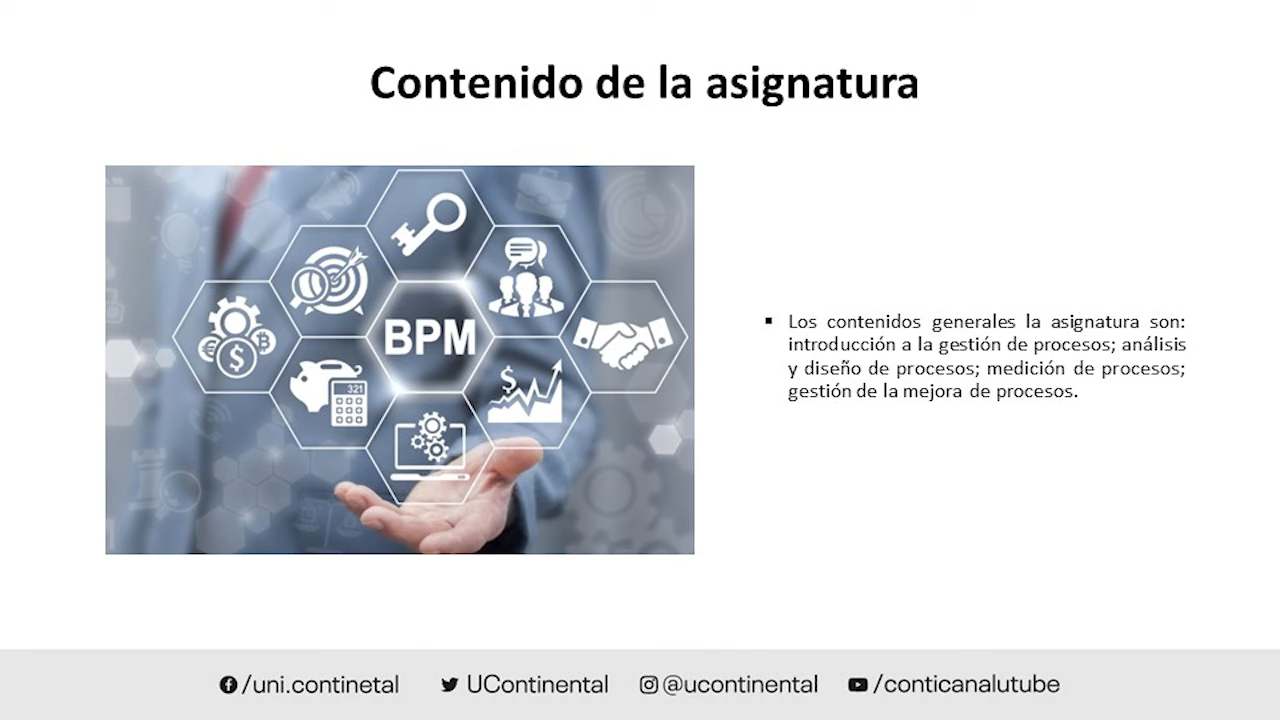 Contenido de la asignatura
BPM
321
▪ Los contenidos generales la asignatura son:
introducción a la gestión de procesos; análisis
y diseño de procesos; medición de procesos;
gestión de la mejora de procesos.
/uni.continetal UContinental @ucontinental /conticanalutube